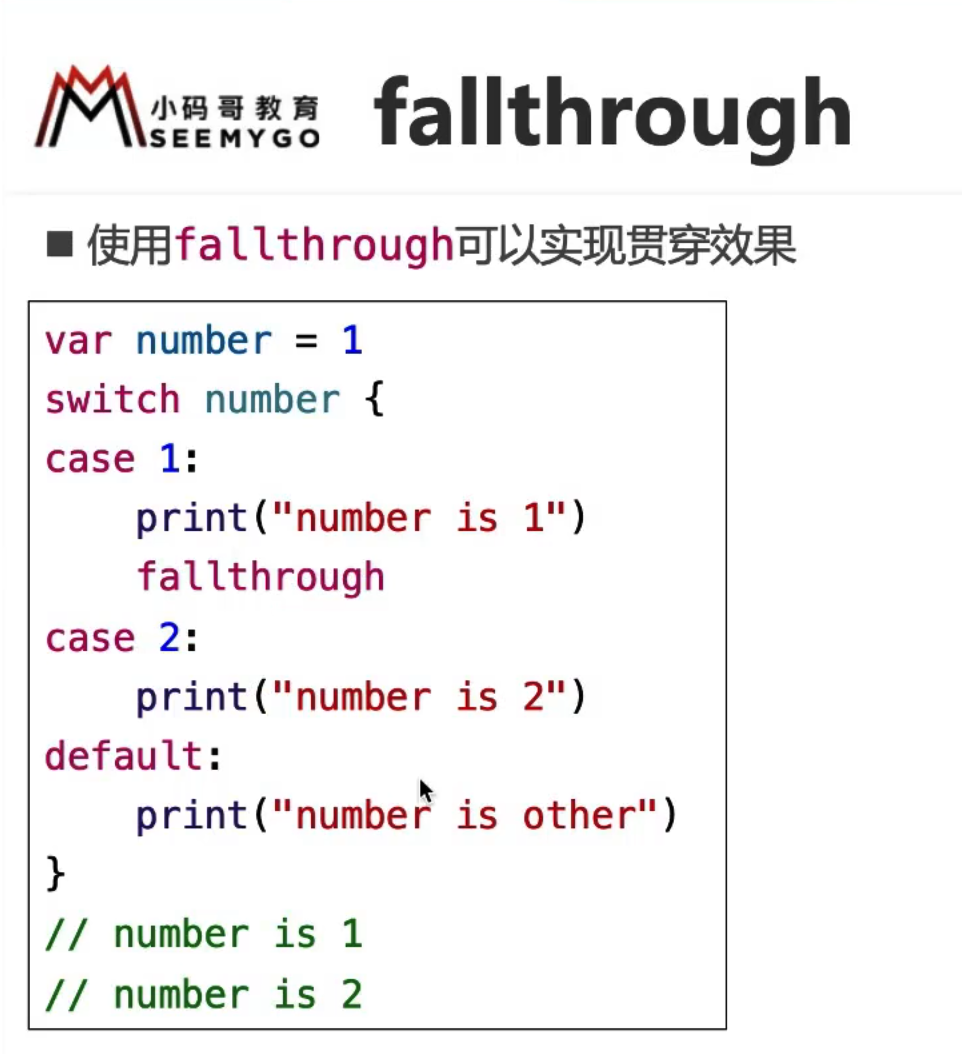 小码哥教育
SEEMYGO
fallthrough
■ 使用fallthrough可以实现贯穿效果
var number = 1
switch number {
case 1:
    print("number is 1")
    fallthrough
case 2:
    print("number is 2")
default:
    print("number is other")
}
// number is 1
// number is 2